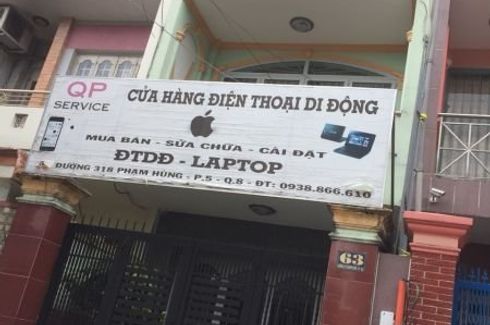 QP
SERVICE
CỬA HÀNG ĐIỆN THOẠI DI ĐỘNG
MUA BÁN - SỬA CHỮA - CÀI ĐẶT
ĐTDĐ - LAPTOP
ĐƯỜNG 318 PHẠM HÙNG - P.5 - Q.8 - ĐT: 0938.866.610
63